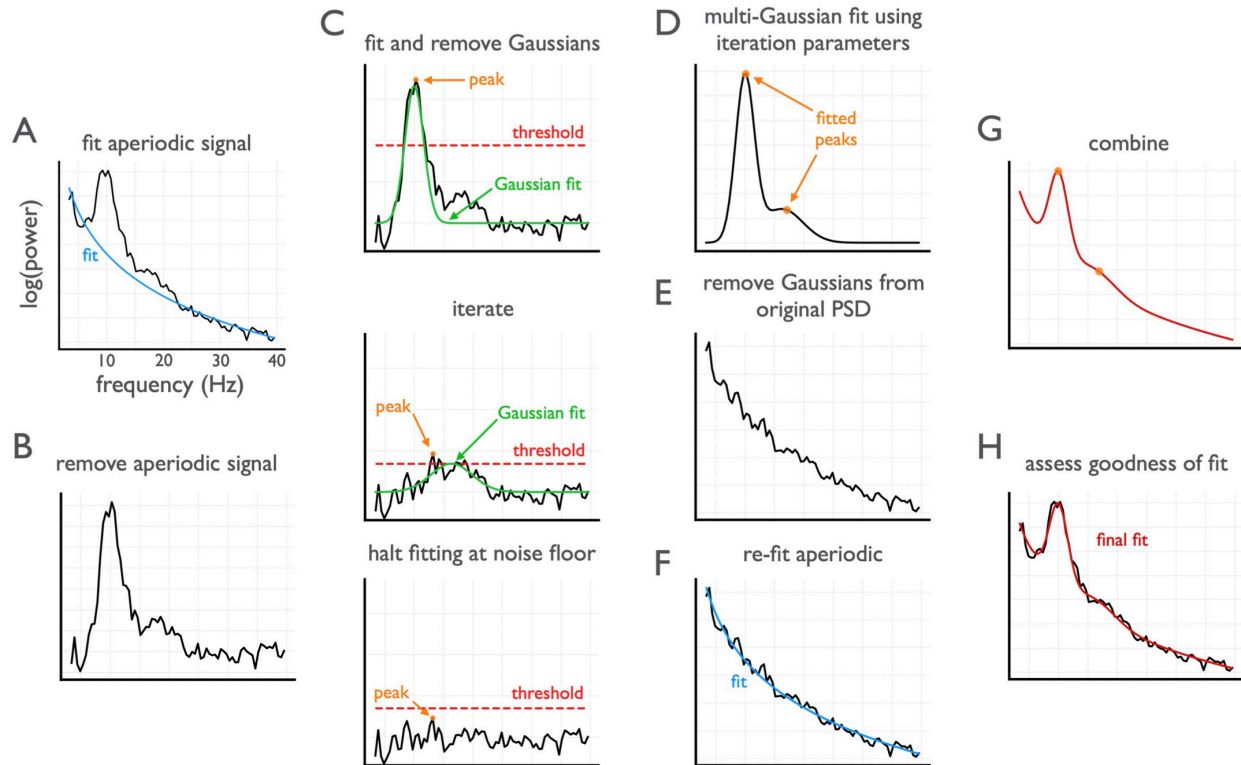 A
fit aperiodic signal
log(power)
fit
10
20
30
40
frequency (Hz)
B
remove aperiodic signal
C
fit and remove Gaussians
peak
threshold
Gaussian fit
iterate
peak
Gaussian fit
threshold
halt fitting at noise floor
threshold
peak
D
multi-Gaussian fit using
iteration parameters
fitted
peaks
E
remove Gaussians from
original PSD
F
re-fit aperiodic
fit
G
combine
H
assess goodness of fit
final fit